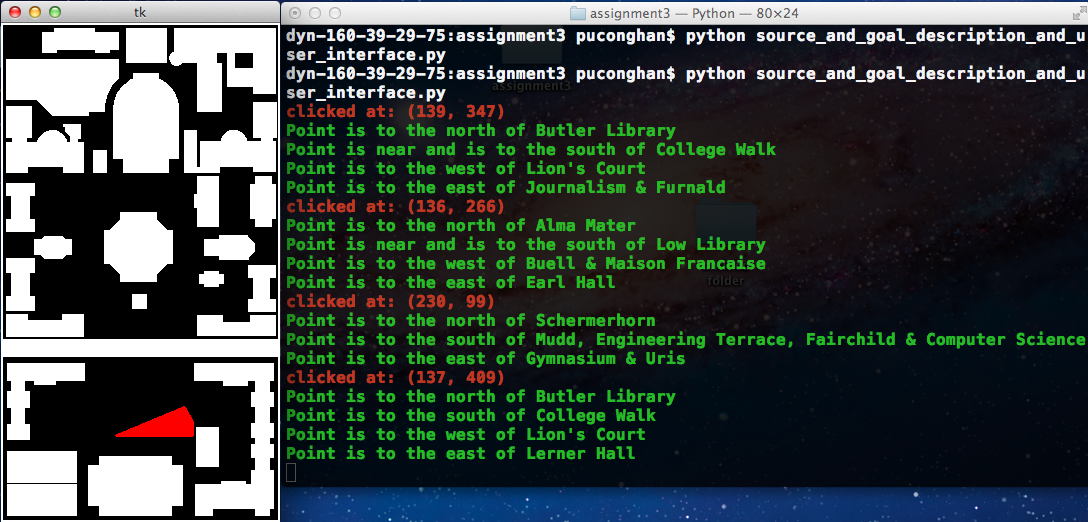 tk
assignment3 — Python — 80×24
dyn-160-39-29-75:assignment3 puconghan$ python source_and_goal_description_and_u
ser_interface.py
dyn-160-39-29-75:assignment3 puconghan$ python source_and_goal_description_and_u
ser_interface.py
assignment3
clicked at: (139, 347)
Point is to the north of Butler Library
Point is near and is to the south of College Walk
Point is to the west of Lion's Court
Point is to the east of Journalism & Furnald
clicked at: (136, 266)
Point is to the north of Alma Mater
Point is near and is to the south of Low Library
Point is to the west of Buell & Maison Francaise
Point is to the east of Earl Hall
folder
clicked at: (230, 99)
Point is to the north of Schermerhorn
Point is to the south of Mudd, Engineering Terrace, Fairchild & Computer Science
Point is to the east of Gymnasium & Uris
clicked at: (137, 409)
Point is to the north of Butler Library
Point is to the south of College Walk
Point is to the west of Lion's Court
Point is to the east of Lerner Hall